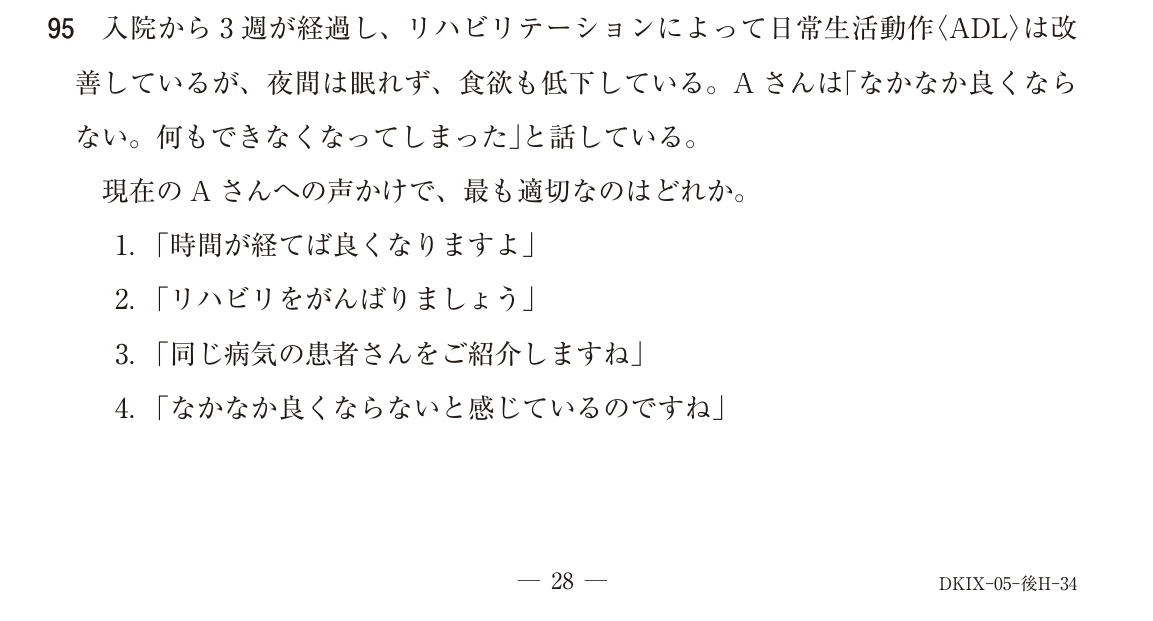 95 入院から3週が経過し、リハビリテーションによって日常生活動作〈ADL〉は改
善しているが、夜間は眠れず、食欲も低下している。Aさんは「なかなか良くなら
ない。何もできなくなってしまった」と話している。
現在のAさんへの声かけで、最も適切なのはどれか。
1. 「時間が経てば良くなりますよ」
2. 「リハビリをがんばりましょう」
3. 「同じ病気の患者さんをご紹介しますね」
4. 「なかなか良くならないと感じているのですね」
— 28 —
DKIX-05-後H-34